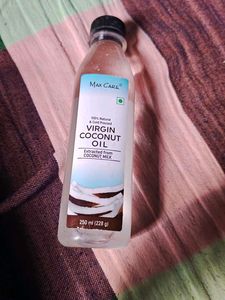 MAX CARE®
100% Natural
& Cold Pressed
VIRGIN
COCONUT
OIL
Extracted from
COCONUT MILK
250 ml (228 g)